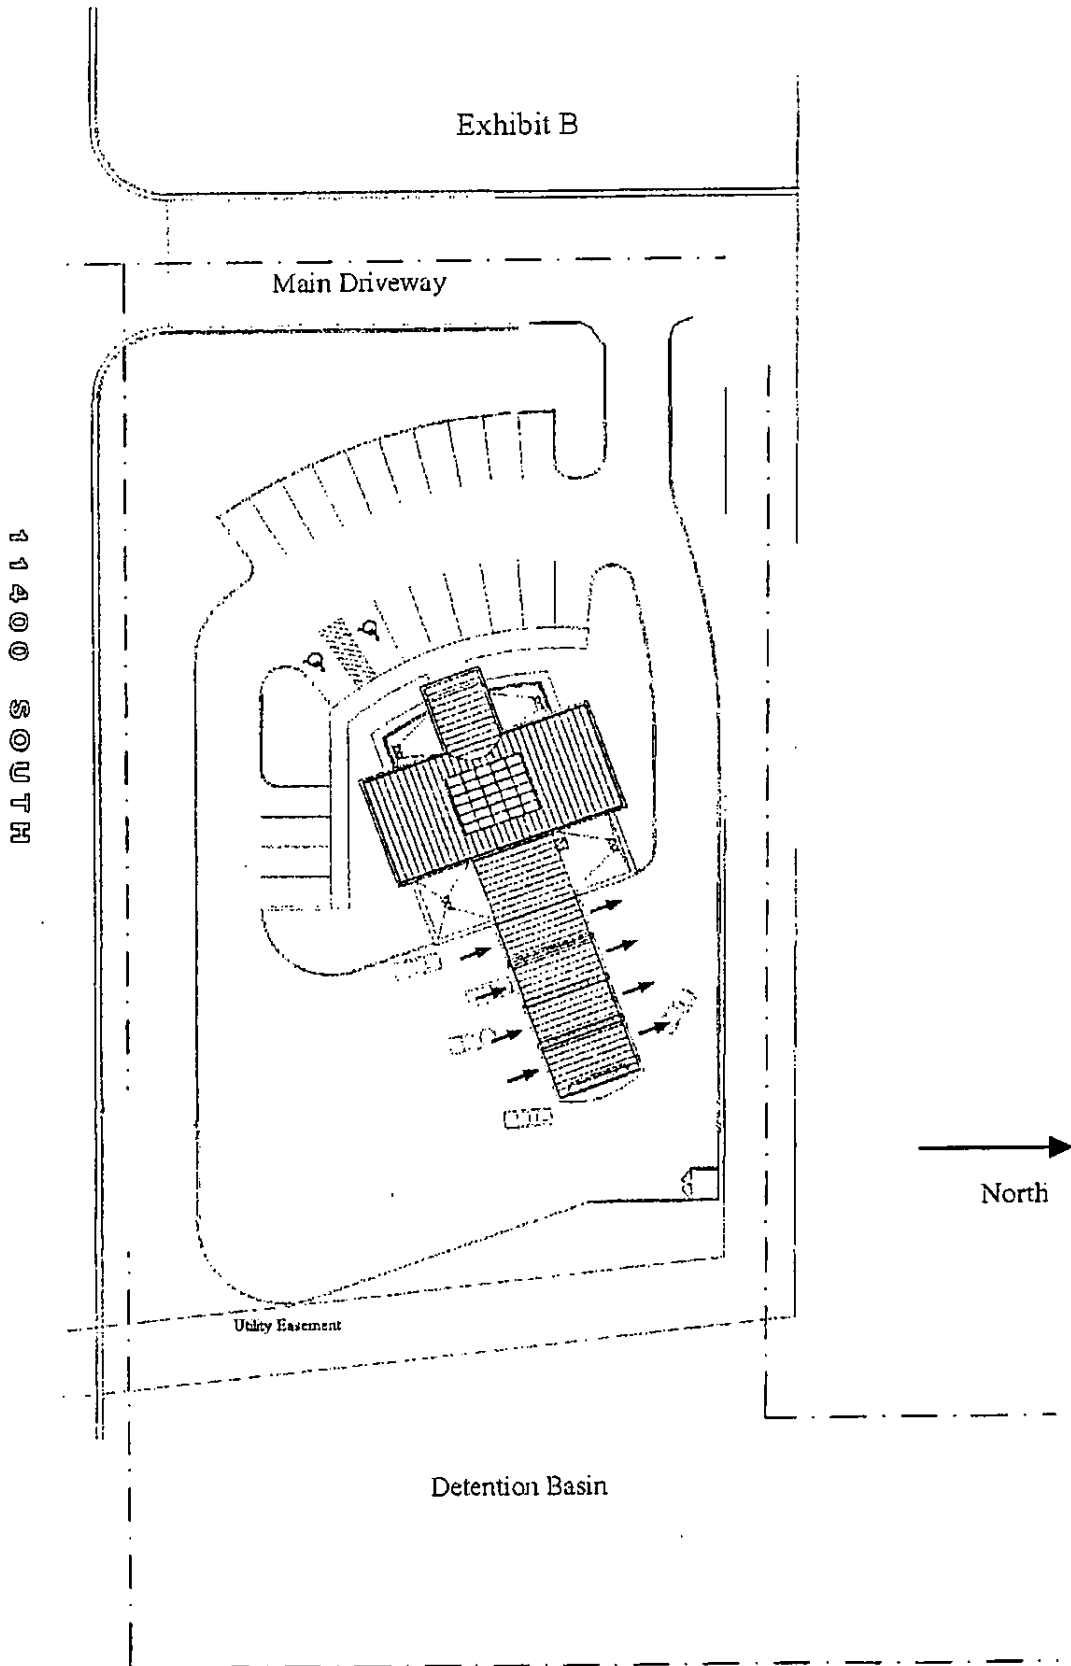 Exhibit B
Main Driveway
11400 SOUTH
North
Utility Easement
Detention Basin